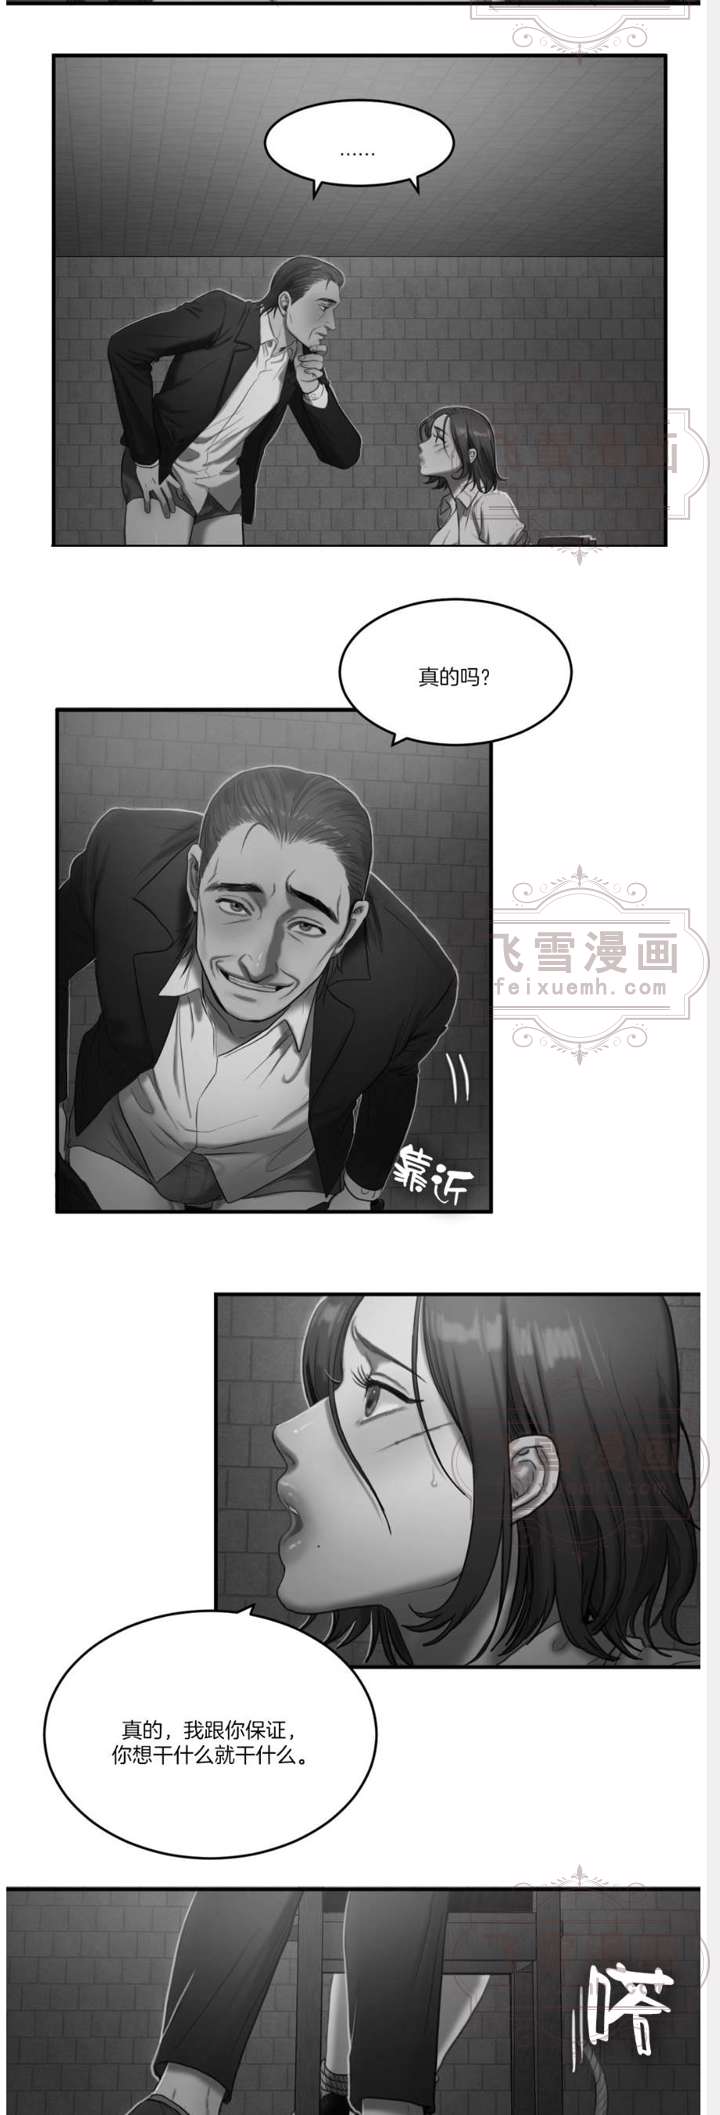 ……
真的吗？
飞雪漫画
feixuemh.com
靠近
真的，我跟你保证，
你想干什么就干什么。
嗒